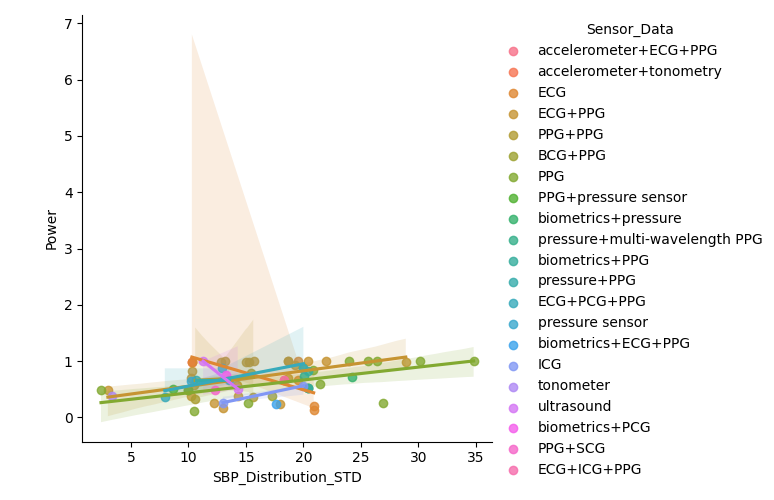 7
6
5
4
3
2
1
0
Power
5
10
15
20
25
30
35
SBP_Distribution_STD
Sensor_Data
accelerometer+ECG+PPG
accelerometer+tonometry
ECG
ECG+PPG
PPG+PPG
BCG+PPG
PPG
PPG+pressure sensor
biometrics+pressure
pressure+multi-wavelength PPG
biometrics+PPG
pressure+PPG
ECG+PCG+PPG
pressure sensor
biometrics+ECG+PPG
ICG
tonometer
ultrasound
biometrics+PCG
PPG+SCG
ECG+ICG+PPG